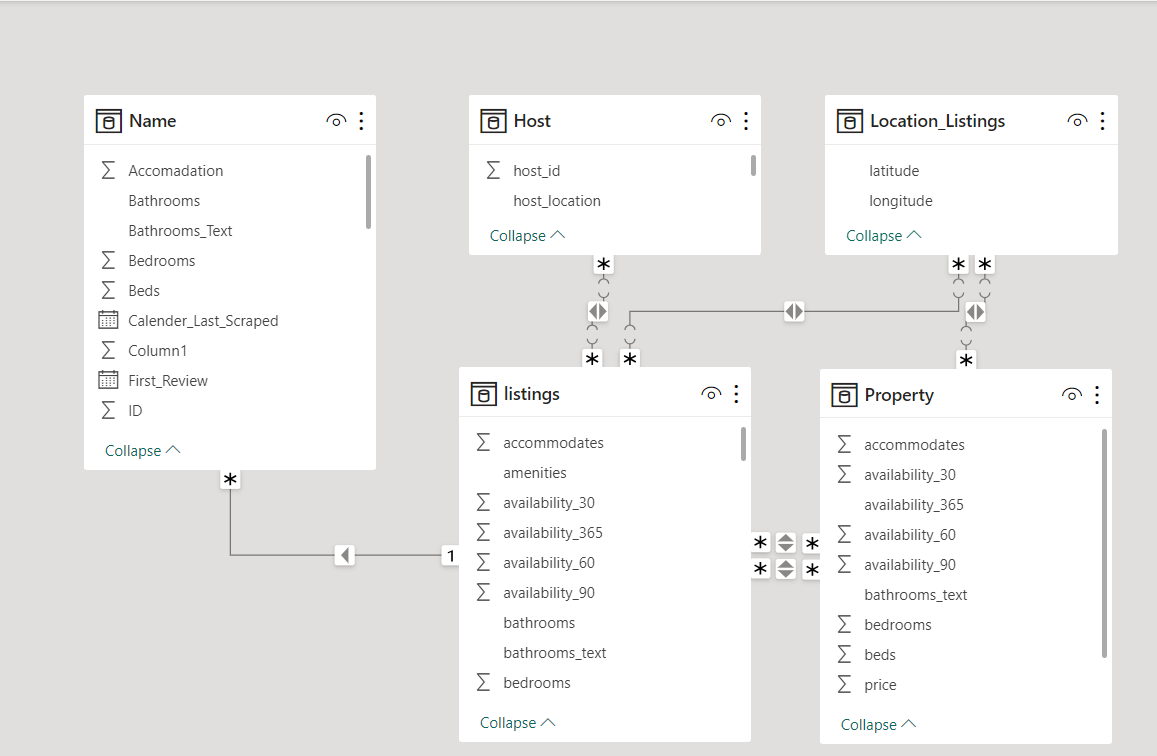 Name
Accomadation
Bathrooms
Bathrooms_Text
Bedrooms
Beds
Calender_Last_Scraped
Column1
First_Review
ID
Collapse
*
Host
host_id
host_location
Collapse
*
Location_Listings
latitude
longitude
Collapse
* *
* *
*
listings
accommodates
amenities
availability_30
availability_365
availability_60
availability_90
bathrooms
bathrooms_text
bedrooms
Collapse
1
* *
* *
Property
accommodates
availability_30
availability_365
availability_60
availability_90
bathrooms_text
bedrooms
beds
price
Collapse